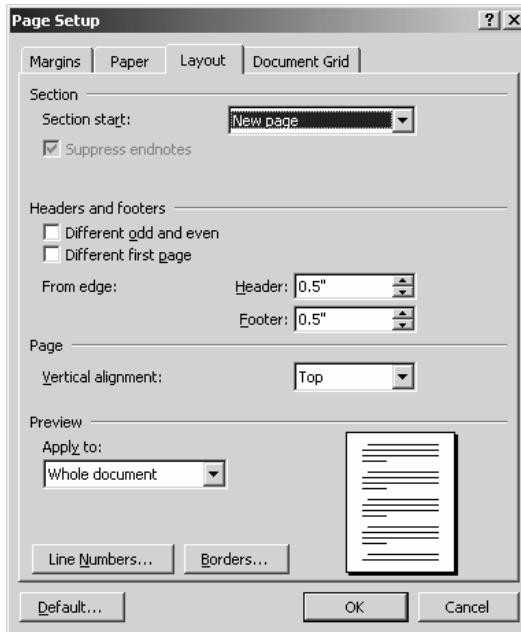 Page Setup
? X
Margins Paper Layout Document Grid
Section
Section start: New page
Suppress endnotes
Headers and footers
Different odd and even
Different first page
From edge: Header: 0.5"
Footer: 0.5"
Page
Vertical alignment: Top
Preview
Apply to:
Whole document
Line Numbers... Borders...
Default... OK Cancel